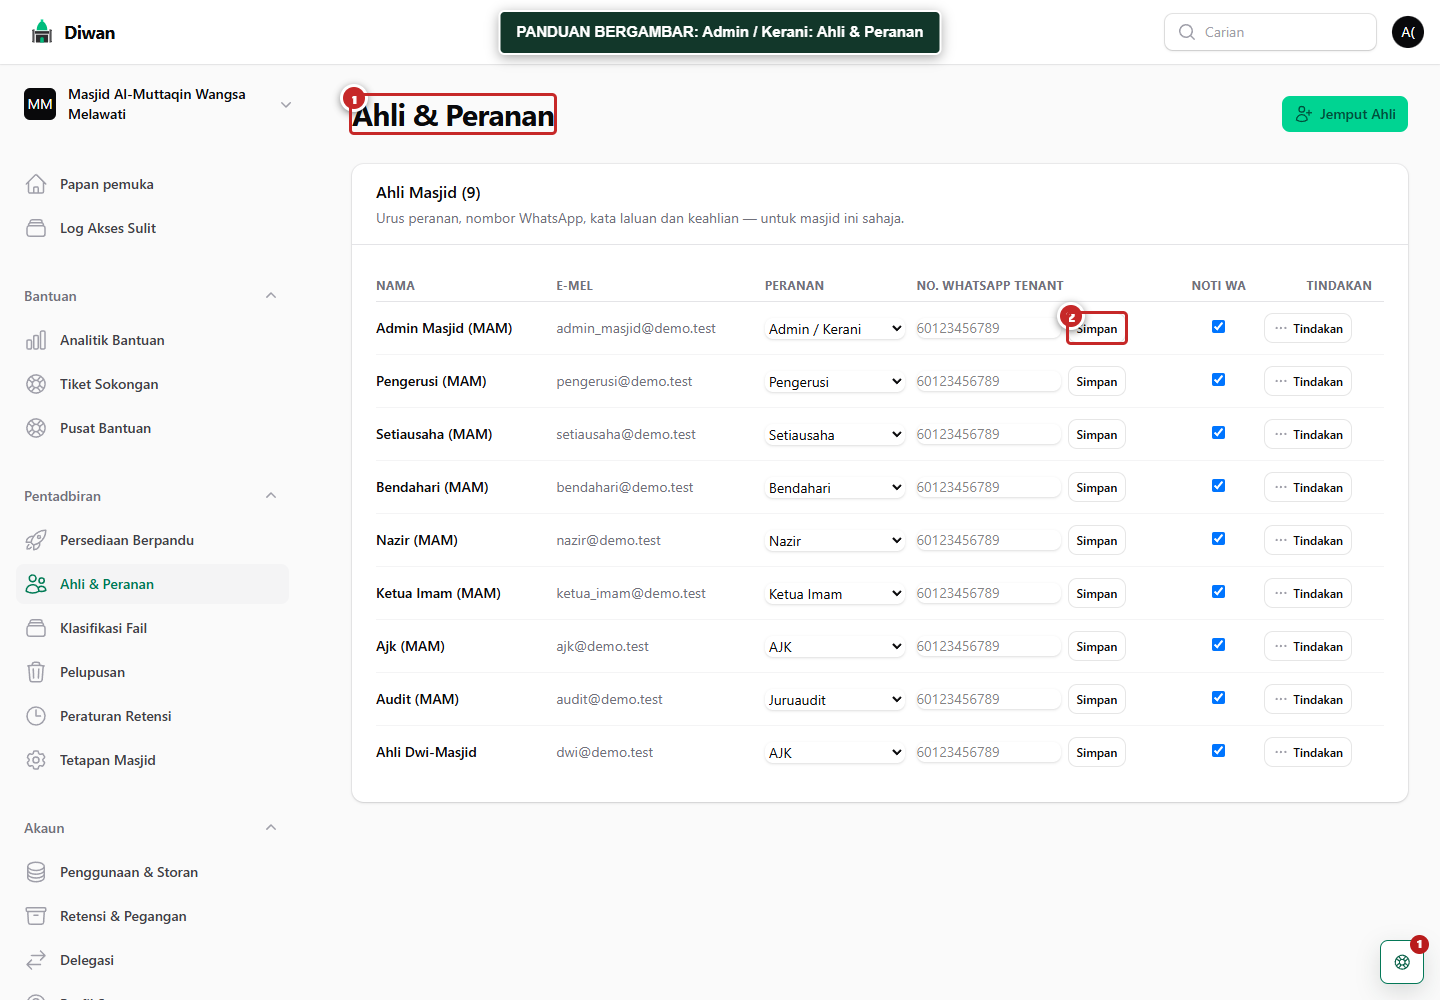 Diwan
PANDUAN BERGAMBAR: Admin / Kerani: Ahli & Peranan
Carian
A(
MM
Masjid Al-Muttaqin Wangsa
Melawati
Papan pemuka
Log Akses Sulit
Bantuan
Analitik Bantuan
Tiket Sokongan
Pusat Bantuan
Pentadbiran
Persediaan Berpandu
Ahli & Peranan
Klasifikasi Fail
Pelupusan
Peraturan Retensi
Tetapan Masjid
Akaun
Penggunaan & Storan
Retensi & Pegangan
Delegasi
1
Ahli & Peranan
Jemput Ahli
Ahli Masjid (9)
Urus peranan, nombor WhatsApp, kata laluan dan keahlian — untuk masjid ini sahaja.
NAMA E-MEL PERANAN NO. WHATSAPP TENANT NOTI WA TINDAKAN
2
Admin Masjid (MAM) admin_masjid@demo.test Admin / Kerani 60123456789 Simpan Tindakan
Pengerusi (MAM) pengerusi@demo.test Pengerusi 60123456789 Simpan Tindakan
Setiausaha (MAM) setiausaha@demo.test Setiausaha 60123456789 Simpan Tindakan
Bendahari (MAM) bendahari@demo.test Bendahari 60123456789 Simpan Tindakan
Nazir (MAM) nazir@demo.test Nazir 60123456789 Simpan Tindakan
Ketua Imam (MAM) ketua_imam@demo.test Ketua Imam 60123456789 Simpan Tindakan
Ajk (MAM) ajk@demo.test AJK 60123456789 Simpan Tindakan
Audit (MAM) audit@demo.test Juruaudit 60123456789 Simpan Tindakan
Ahli Dwi-Masjid dwi@demo.test AJK 60123456789 Simpan Tindakan
1